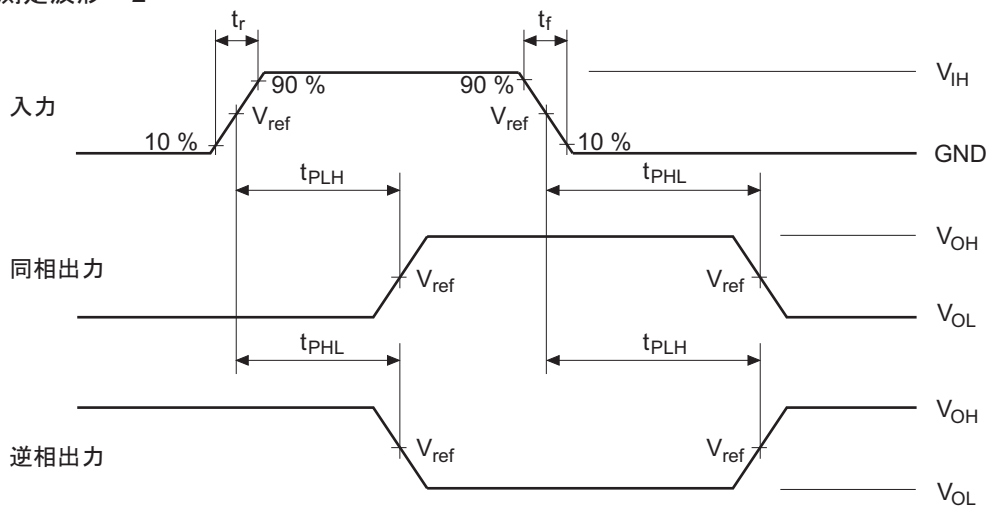 t_r t_f
90 % 90 % V_IH
入力 V_ref V_ref
10 % 10 % GND
t_PLH t_PHL
V_OH
同相出力 V_ref V_ref
V_OL
t_PHL t_PLH
V_OH
逆相出力 V_ref V_ref
V_OL